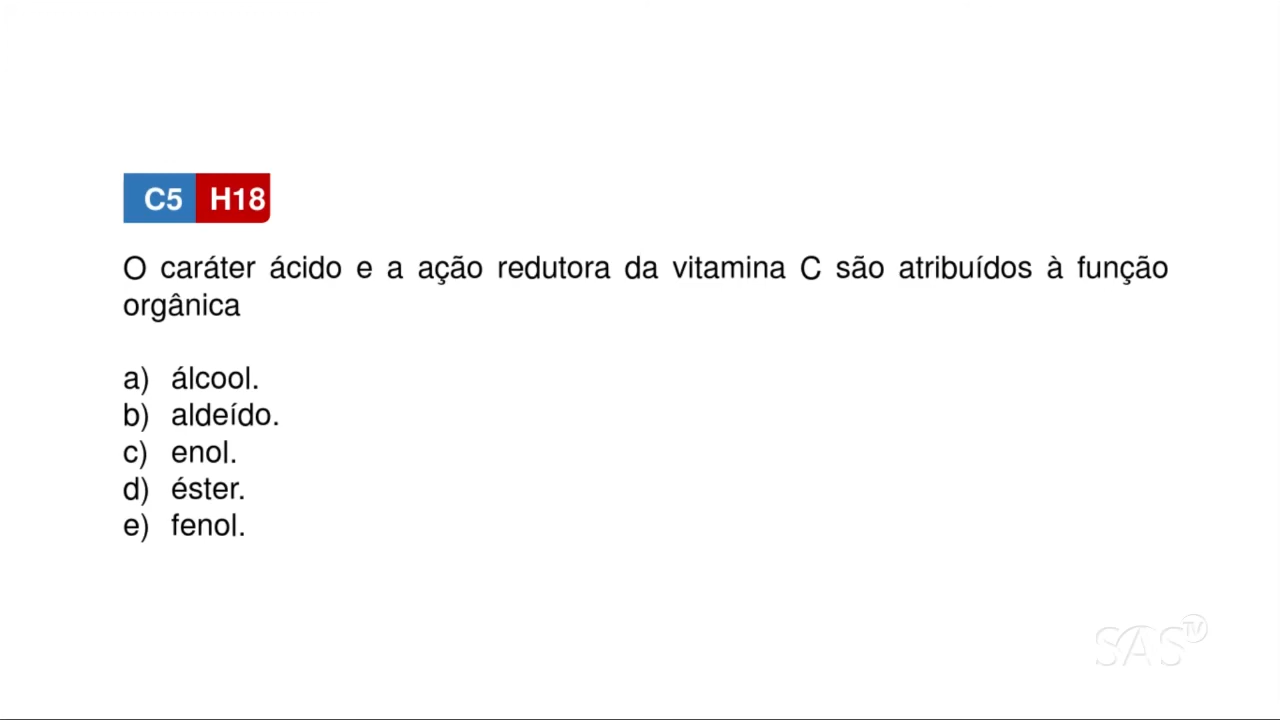 C5 H18
O caráter ácido e a ação redutora da vitamina C são atribuídos à função
orgânica
a) álcool.
b) aldeído.
c) enol.
d) éster.
e) fenol.
SAS TV